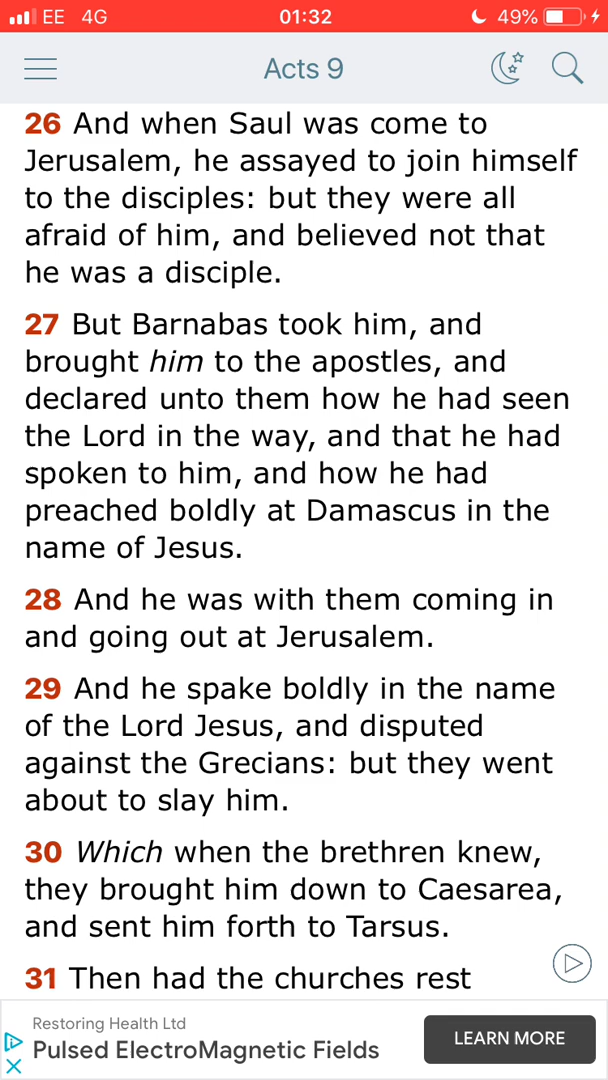 EE 4G 01:32 49%
Acts 9
26 And when Saul was come to
Jerusalem, he assayed to join himself
to the disciples: but they were all
afraid of him, and believed not that
he was a disciple.
27 But Barnabas took him, and
brought him to the apostles, and
declared unto them how he had seen
the Lord in the way, and that he had
spoken to him, and how he had
preached boldly at Damascus in the
name of Jesus.
28 And he was with them coming in
and going out at Jerusalem.
29 And he spake boldly in the name
of the Lord Jesus, and disputed
against the Grecians: but they went
about to slay him.
30 Which when the brethren knew,
they brought him down to Caesarea,
and sent him forth to Tarsus.
31 Then had the churches rest
Restoring Health Ltd
Pulsed ElectroMagnetic Fields
LEARN MORE